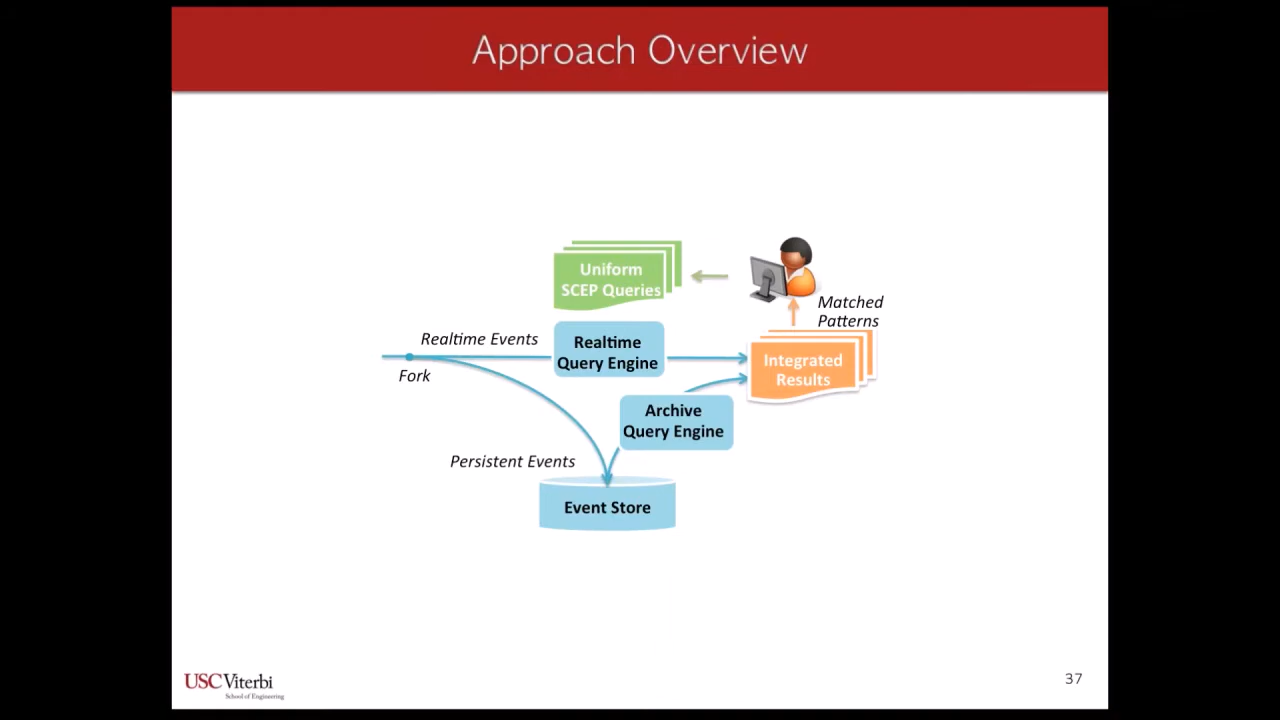 Approach Overview
Uniform
SCEP Queries
Matched
Patterns
Realtime Events
Realtime
Query Engine
Integrated
Results
Fork
Archive
Query Engine
Persistent Events
Event Store
USC Viterbi
School of Engineering
37